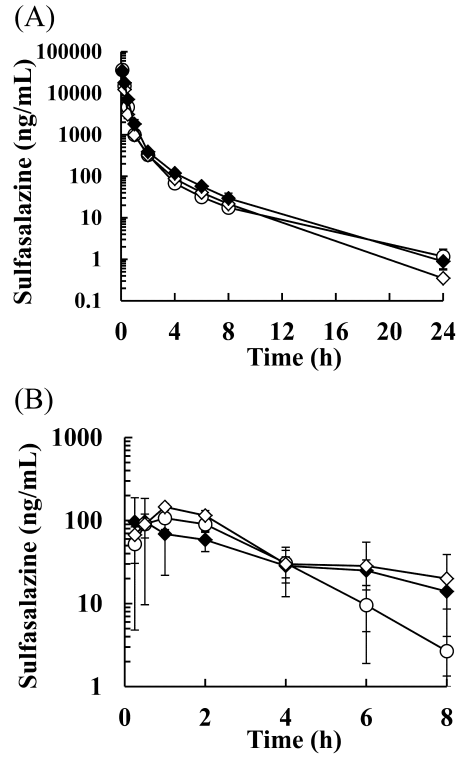 (A)
Sulfasalazine (ng/mL)
100000
10000
1000
100
10
1
0.1
0 4 8 12 16 20 24
Time (h)
(B)
Sulfasalazine (ng/mL)
1000
100
10
1
0 2 4 6 8
Time (h)